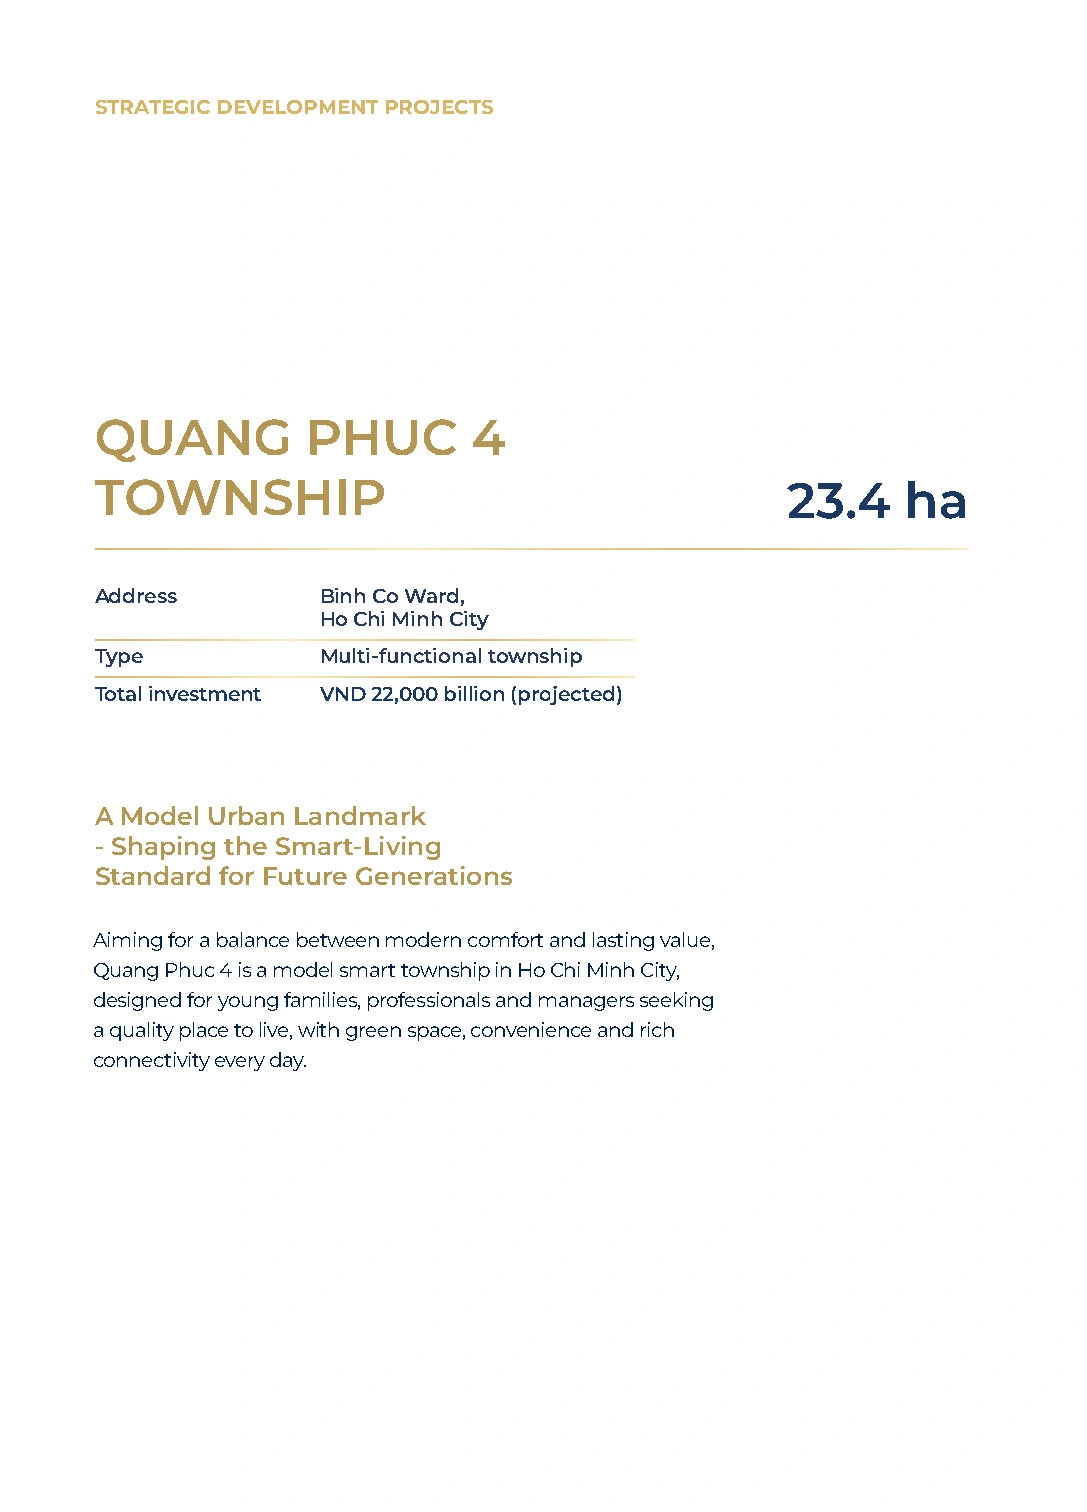 STRATEGIC DEVELOPMENT PROJECTS
QUANG PHUC 4
TOWNSHIP
23.4 ha
Address
Binh Co Ward,
Ho Chi Minh City
Type
Multi-functional township
Total investment
VND 22,000 billion (projected)
A Model Urban Landmark
- Shaping the Smart-Living
Standard for Future Generations
Aiming for a balance between modern comfort and lasting value,
Quang Phuc 4 is a model smart township in Ho Chi Minh City,
designed for young families, professionals and managers seeking
a quality place to live, with green space, convenience and rich
connectivity every day.